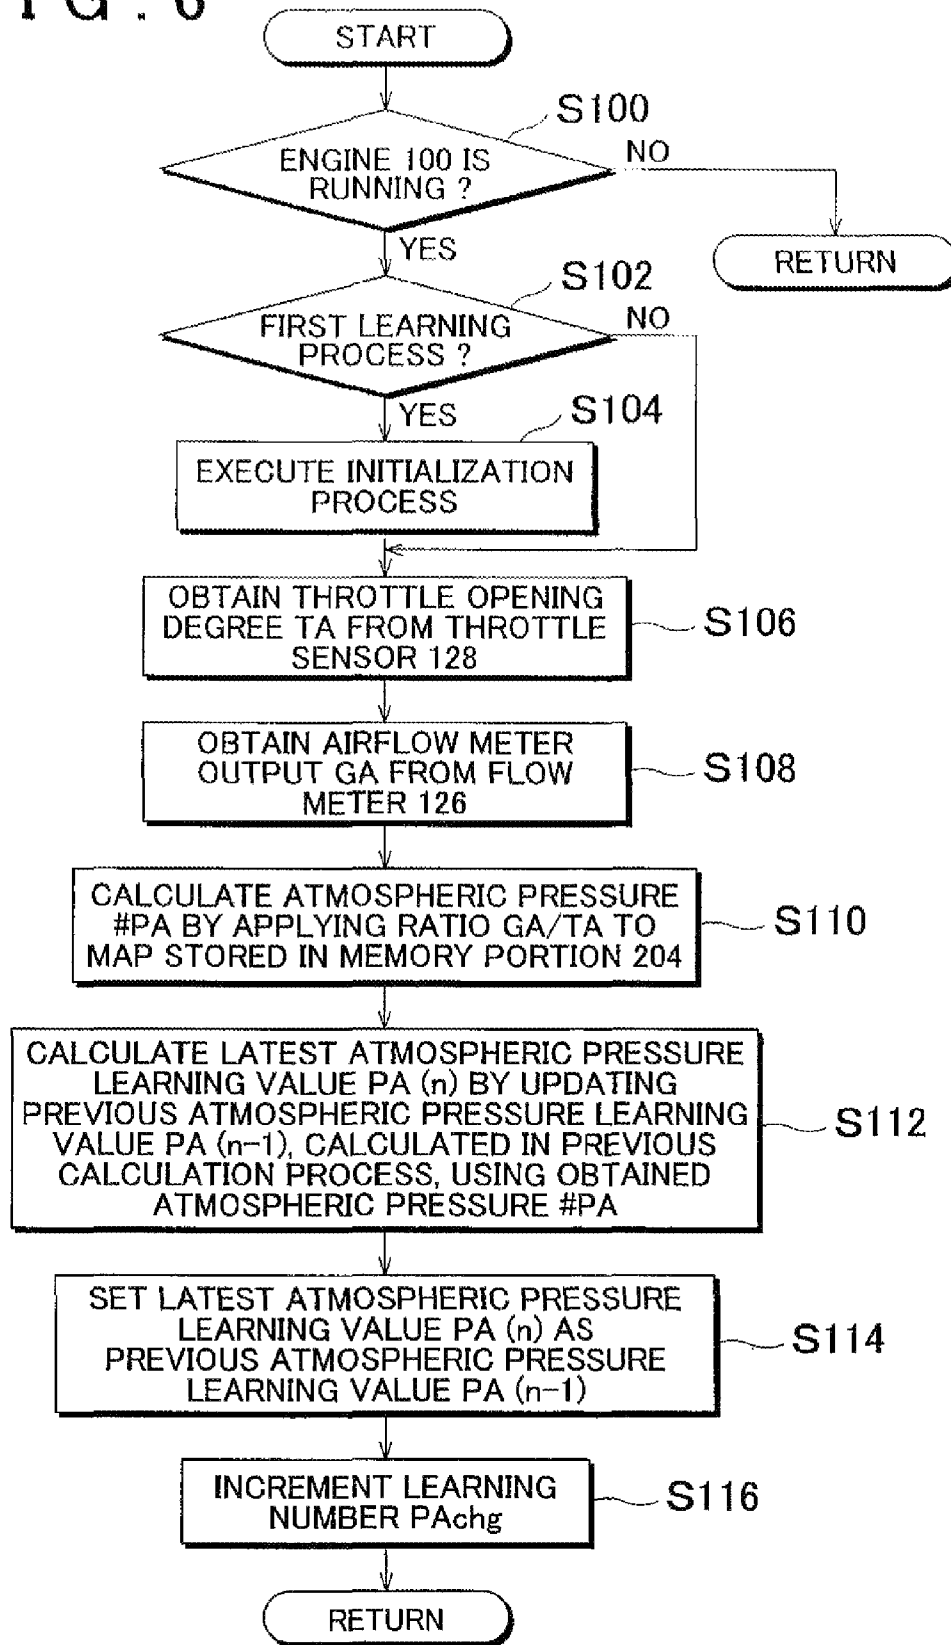 FIG. 6
START
S100
ENGINE 100 IS
RUNNING ?
NO
RETURN
YES
S102
FIRST LEARNING
PROCESS ?
NO
YES
S104
EXECUTE INITIALIZATION
PROCESS
OBTAIN THROTTLE OPENING
DEGREE TA FROM THROTTLE
SENSOR 128
S106
OBTAIN AIRFLOW METER
OUTPUT GA FROM FLOW
METER 126
S108
CALCULATE ATMOSPHERIC PRESSURE
#PA BY APPLYING RATIO GA/TA TO
MAP STORED IN MEMORY PORTION 204
S110
CALCULATE LATEST ATMOSPHERIC PRESSURE
LEARNING VALUE PA (n) BY UPDATING
PREVIOUS ATMOSPHERIC PRESSURE LEARNING
VALUE PA (n-1), CALCULATED IN PREVIOUS
CALCULATION PROCESS, USING OBTAINED
ATMOSPHERIC PRESSURE #PA
S112
SET LATEST ATMOSPHERIC PRESSURE
LEARNING VALUE PA (n) AS
PREVIOUS ATMOSPHERIC PRESSURE
LEARNING VALUE PA (n-1)
S114
INCREMENT LEARNING
NUMBER PAchg
S116
RETURN